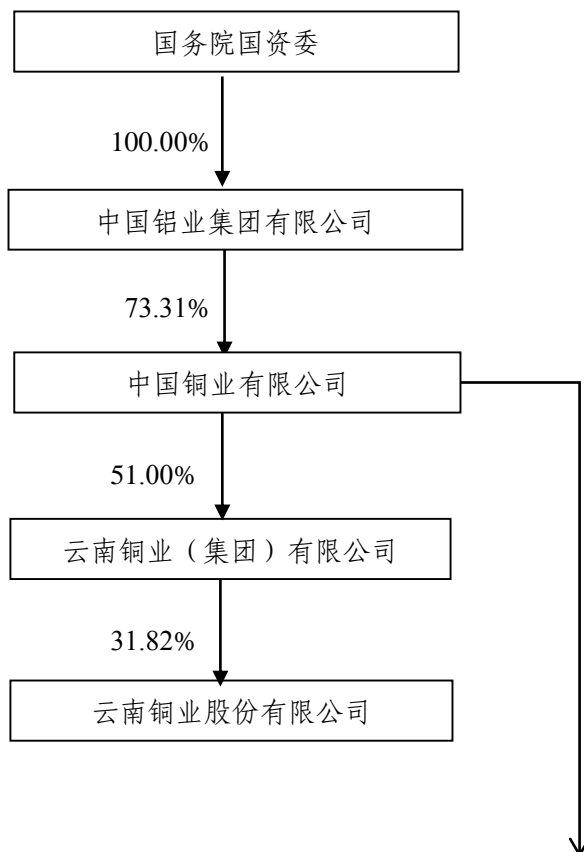 国务院国资委
100.00%
中国铝业集团有限公司
73.31%
中国铜业有限公司
51.00%
云南铜业（集团）有限公司
31.82%
云南铜业股份有限公司